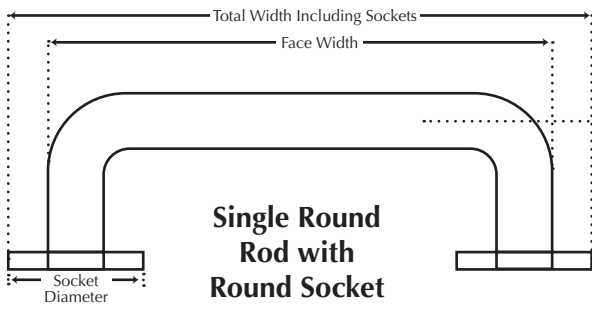 Total Width Including Sockets
Face Width
Single Round
Rod with
Round Socket
Socket
Diameter